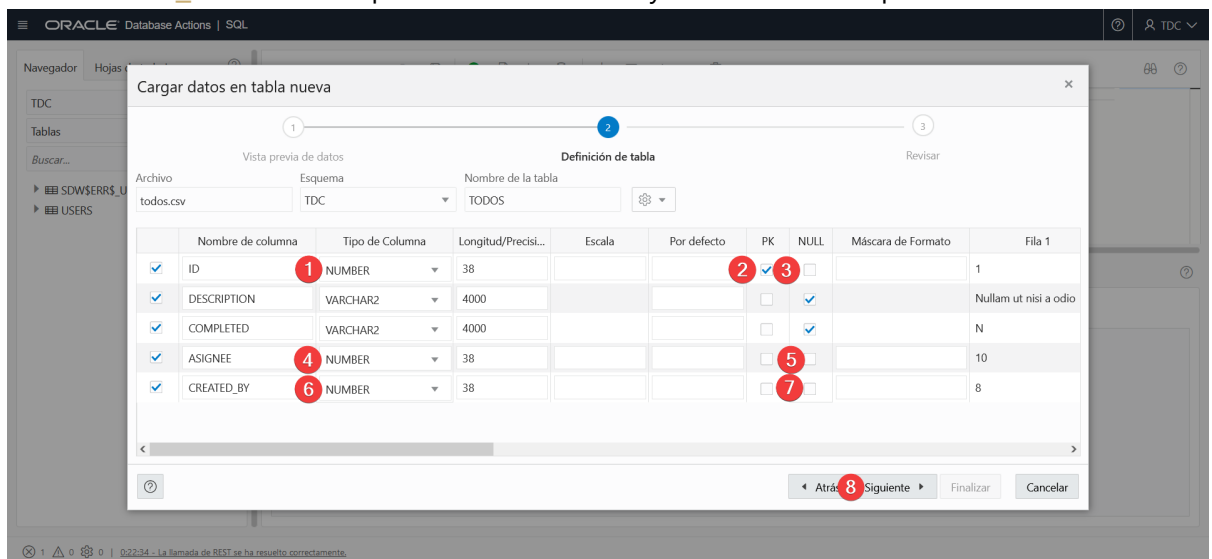 ORACLE Database Actions | SQL
TDC
Navegador Hojas
TDC
Tablas
Buscar...
SDW$ERR$_U
USERS
Cargar datos en tabla nueva
1
2
3
Vista previa de datos
Definición de tabla
Revisar
Archivo Esquema Nombre de la tabla
todos.csv TDC TODOS
Nombre de columna Tipo de Columna Longitud/Precisi... Escala Por defecto PK NULL Máscara de Formato Fila 1
ID 1 NUMBER 38 2 3 1
DESCRIPTION VARCHAR2 4000 Nullam ut nisi a odio
COMPLETED VARCHAR2 4000 N
ASIGNEE 4 NUMBER 38 5 10
CREATED_BY 6 NUMBER 38 7 8
Atrás 8 Siguiente Finalizar Cancelar
1 0 0 | 0:22:34 - La llamada de REST se ha resuelto correctamente.